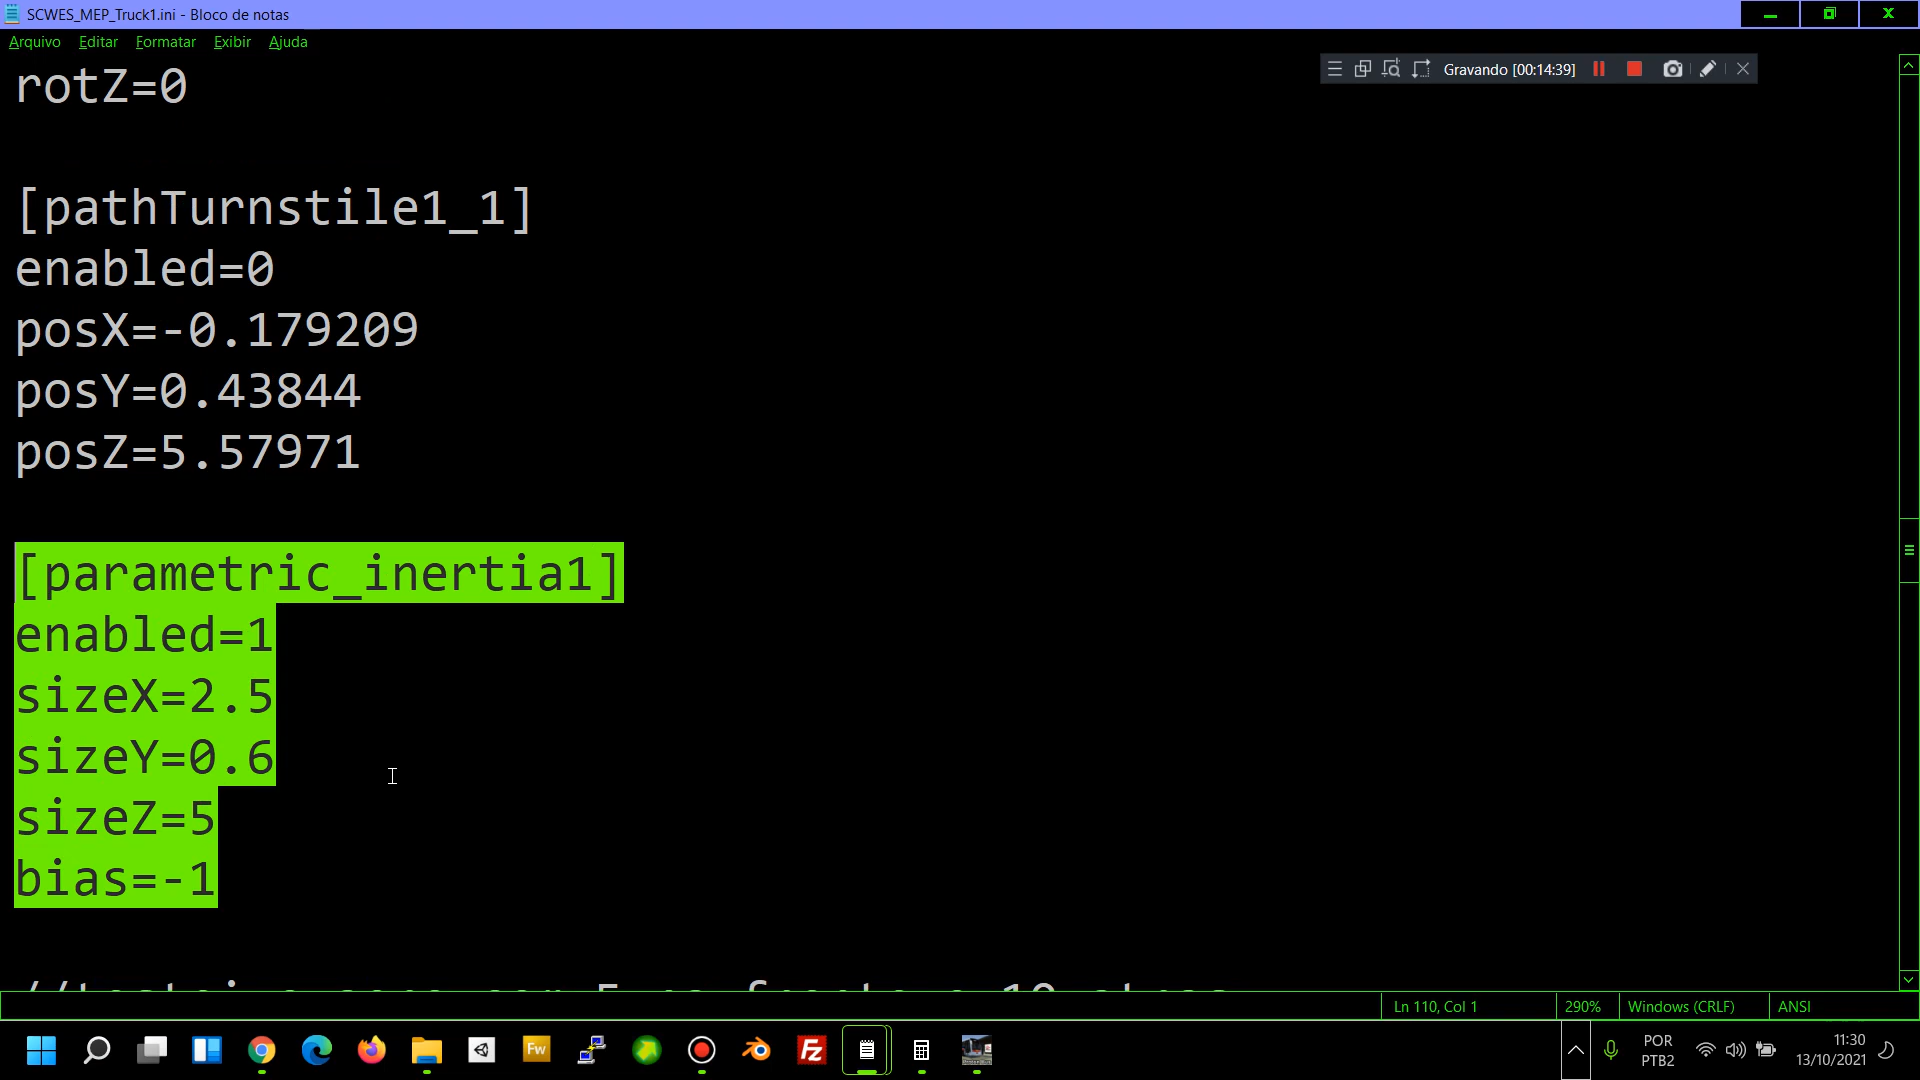 SCWES_MEP_Truck1.ini - Bloco de notas
Arquivo Editar Formatar Exibir Ajuda
Gravando [00:14:39]
rotZ=0
[pathTurnstile1_1]
enabled=0
posX=-0.179209
posY=0.43844
posZ=5.57971
[parametric_inertia1]
enabled=1
sizeX=2.5
sizeY=0.6
sizeZ=5
bias=-1
Ln 110, Col 1
290%
Windows (CRLF)
ANSI
Fw
Fz
POR
PTB2
11:30
13/10/2021